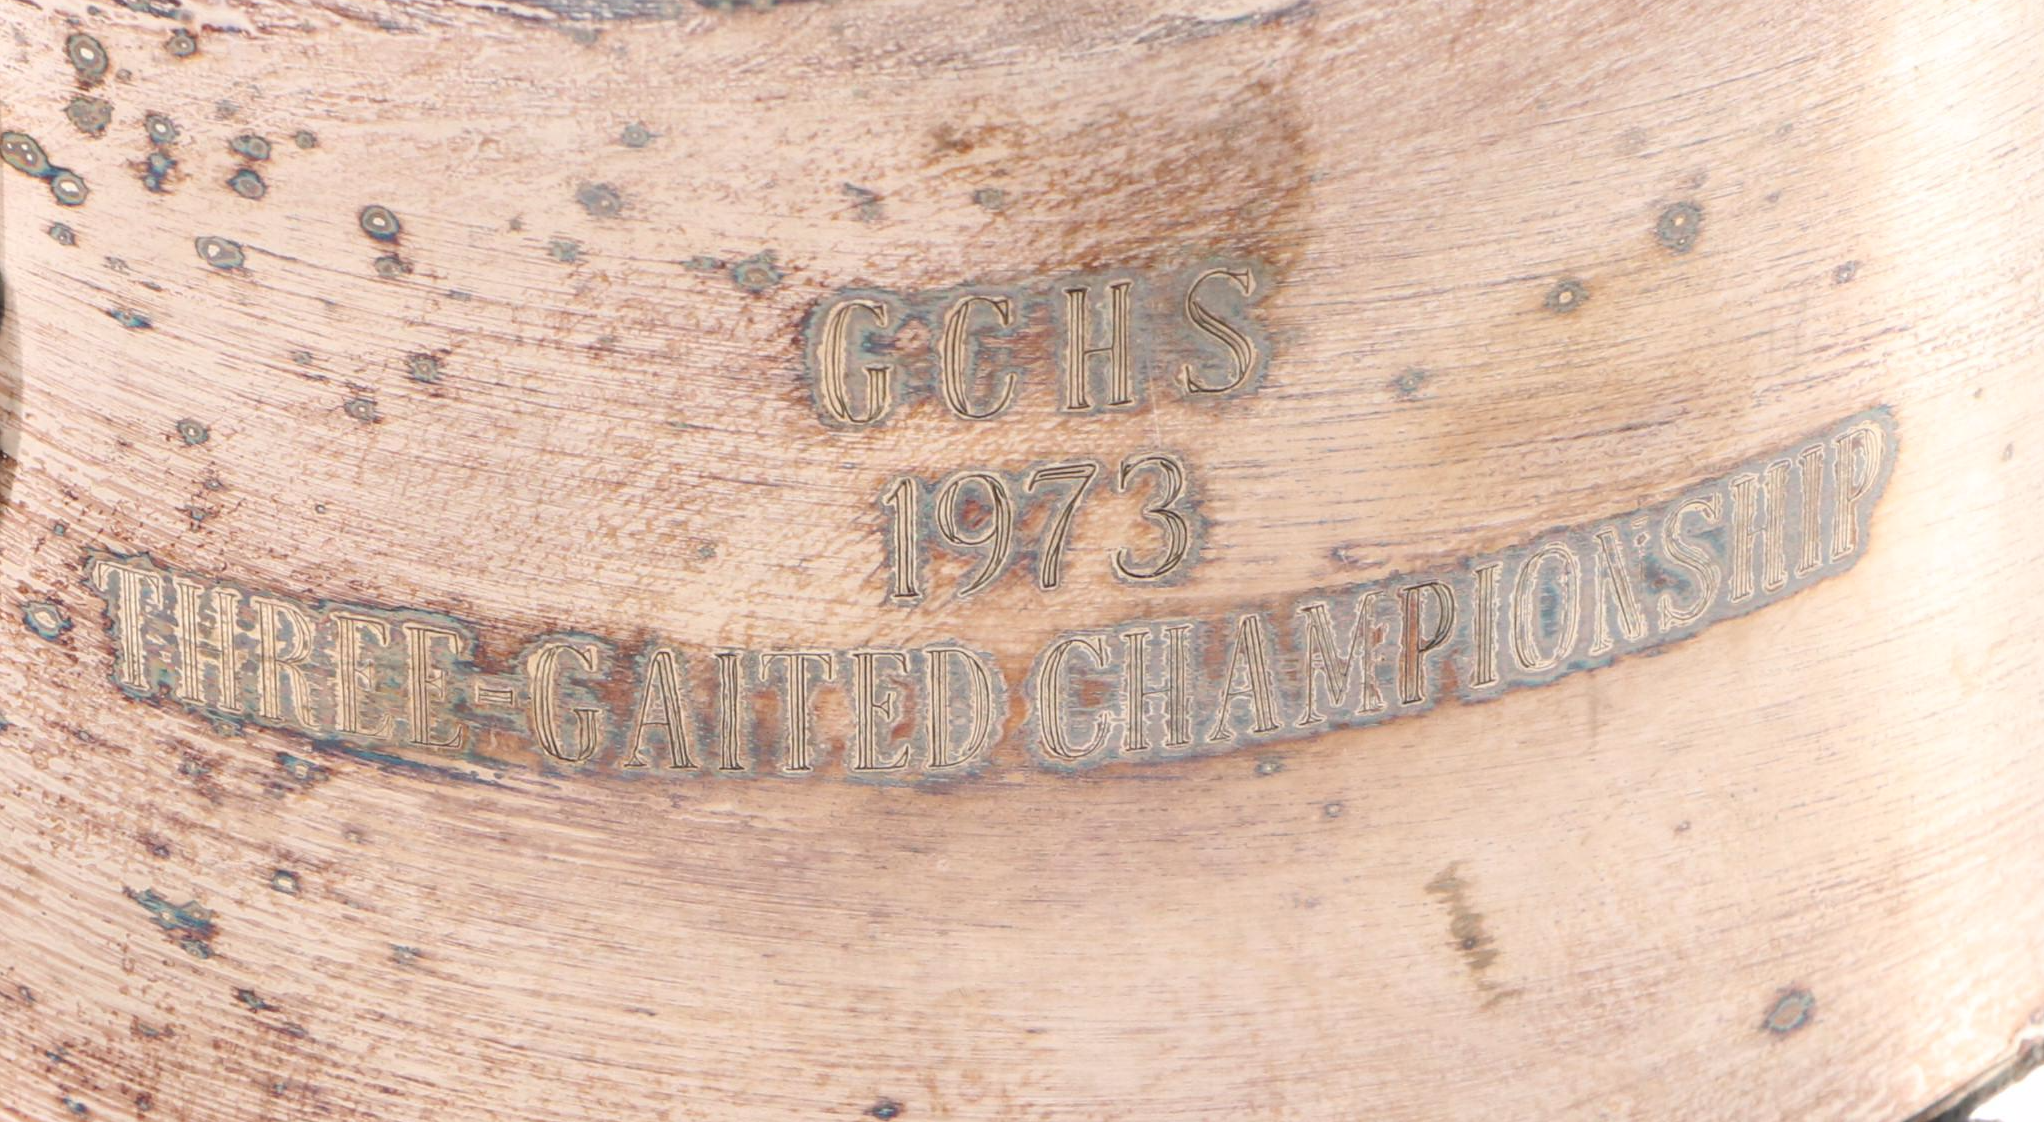 GCHS
1973
THREE-GAITED CHAMPIONSHIP